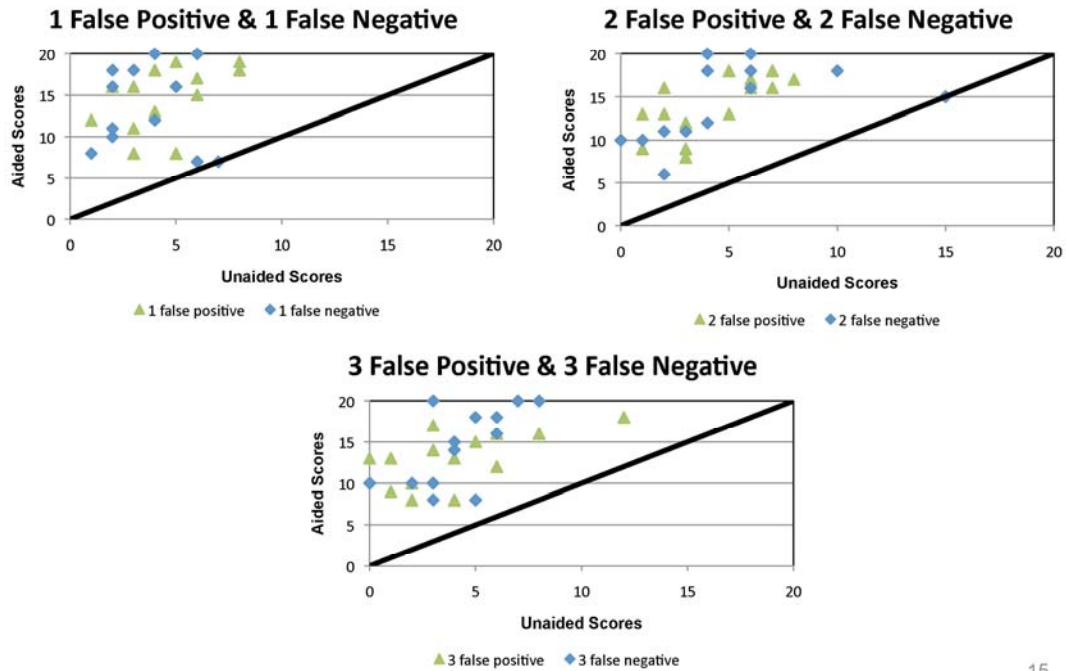 1 False Positive & 1 False Negative
20
15
10
5
0
Aided Scores
0 5 10 15 20
Unaided Scores
1 false positive 1 false negative
2 False Positive & 2 False Negative
20
15
10
5
0
Aided Scores
0 5 10 15 20
Unaided Scores
2 false positive 2 false negative
3 False Positive & 3 False Negative
20
15
10
5
0
Aided Scores
0 5 10 15 20
Unaided Scores
3 false positive 3 false negative
15